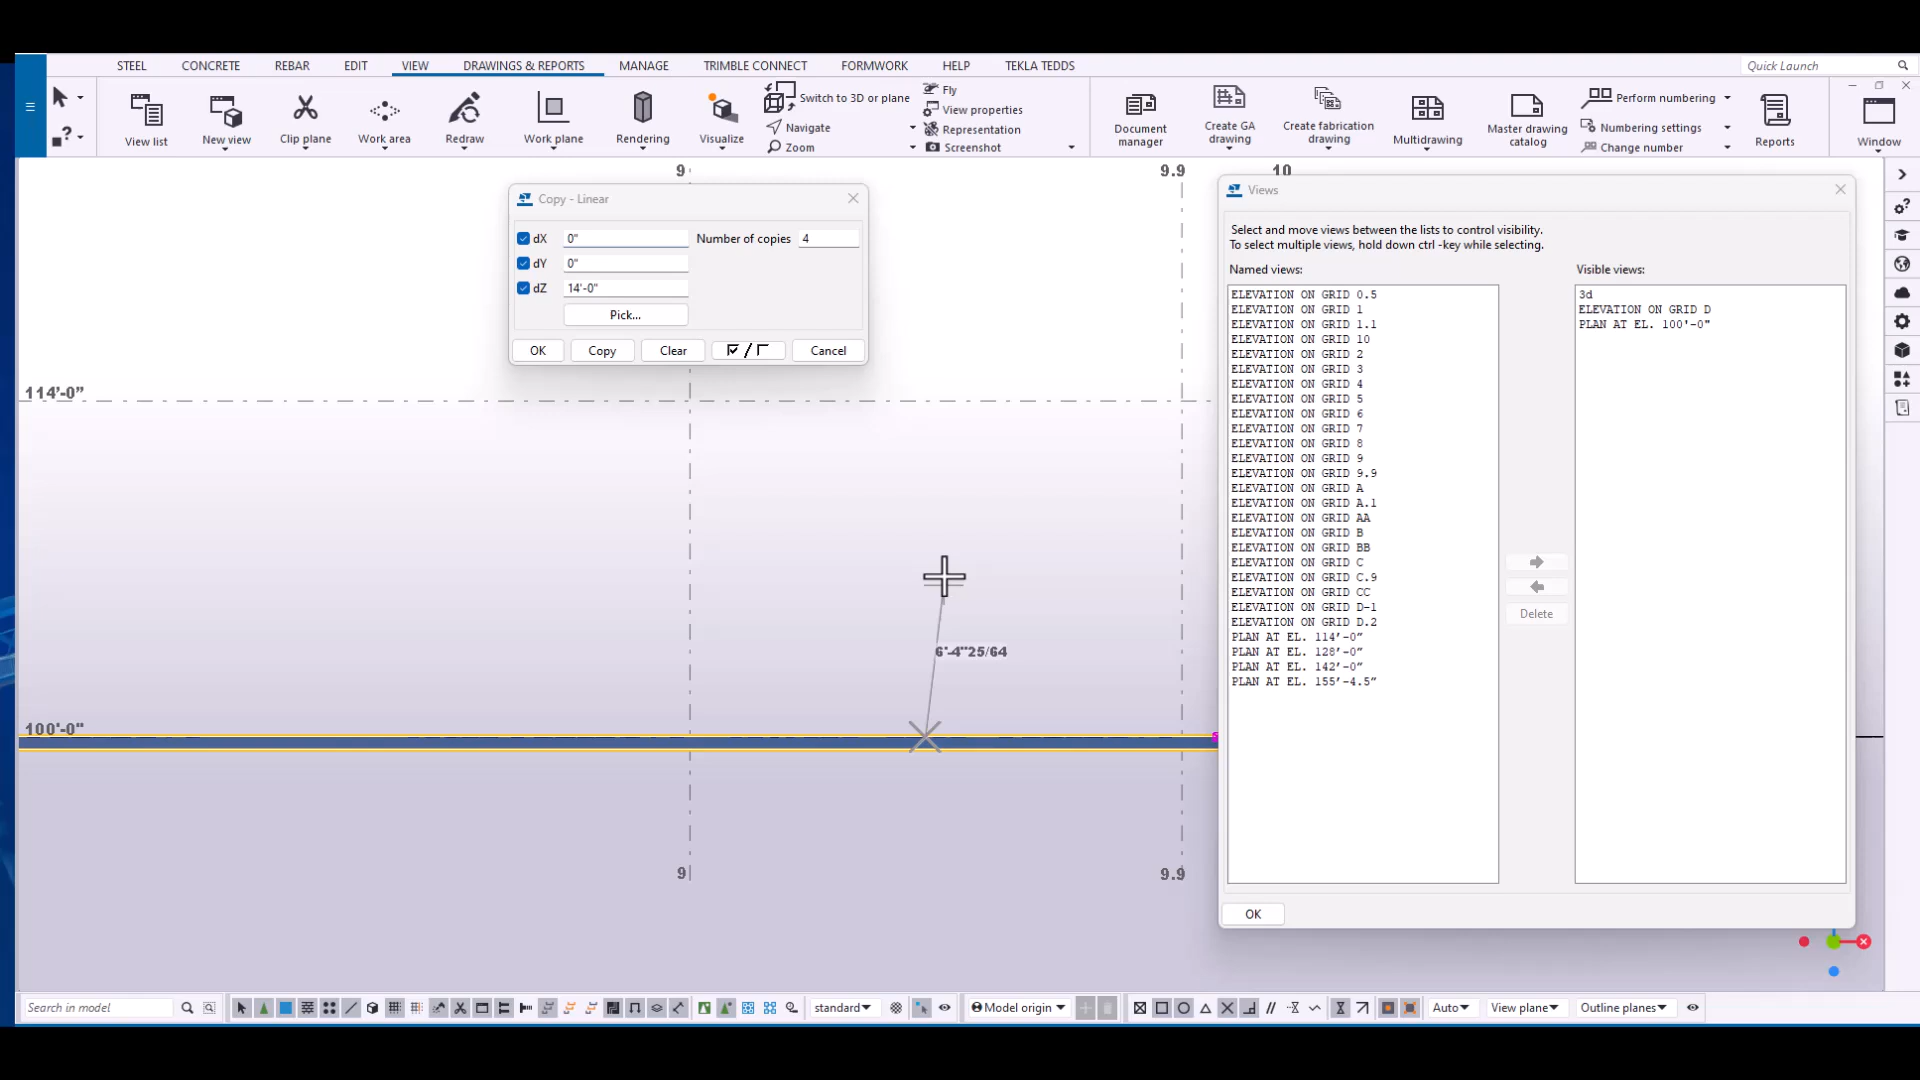 STEEL CONCRETE REBAR EDIT VIEW DRAWINGS & REPORTS MANAGE TRIMBLE CONNECT FORMWORK HELP TEKLA TEDDS Quick Launch
View list
New view
Clip plane
Work area
Redraw
Work plane
Rendering
Visualize
Switch to 3D or plane
Navigate
Zoom
Fly
View properties
Representation
Screenshot
Document
manager
Create GA
drawing
Create fabrication
drawing
Multidrawing
Master drawing
catalog
Perform numbering
Numbering settings
Change number
Reports
Window
9
9.9
10
Copy - Linear
dX 0" Number of copies 4
dY 0"
dZ 14'-0"
Pick...
OK Copy Clear / Cancel
114'-0"
6'-4"25/64
100'-0"
9
9.9
Views
Select and move views between the lists to control visibility.
To select multiple views, hold down ctrl -key while selecting.
Named views:
ELEVATION ON GRID 0.5
ELEVATION ON GRID 1
ELEVATION ON GRID 1.1
ELEVATION ON GRID 10
ELEVATION ON GRID 2
ELEVATION ON GRID 3
ELEVATION ON GRID 4
ELEVATION ON GRID 5
ELEVATION ON GRID 6
ELEVATION ON GRID 7
ELEVATION ON GRID 8
ELEVATION ON GRID 9
ELEVATION ON GRID 9.9
ELEVATION ON GRID A
ELEVATION ON GRID A.1
ELEVATION ON GRID AA
ELEVATION ON GRID B
ELEVATION ON GRID BB
ELEVATION ON GRID C
ELEVATION ON GRID C.9
ELEVATION ON GRID CC
ELEVATION ON GRID D-1
ELEVATION ON GRID D.2
PLAN AT EL. 114'-0"
PLAN AT EL. 128'-0"
PLAN AT EL. 142'-0"
PLAN AT EL. 155'-4.5"
Visible views:
3d
ELEVATION ON GRID D
PLAN AT EL. 100'-0"
Delete
OK
Search in model
standard
Model origin
Auto
View plane
Outline planes